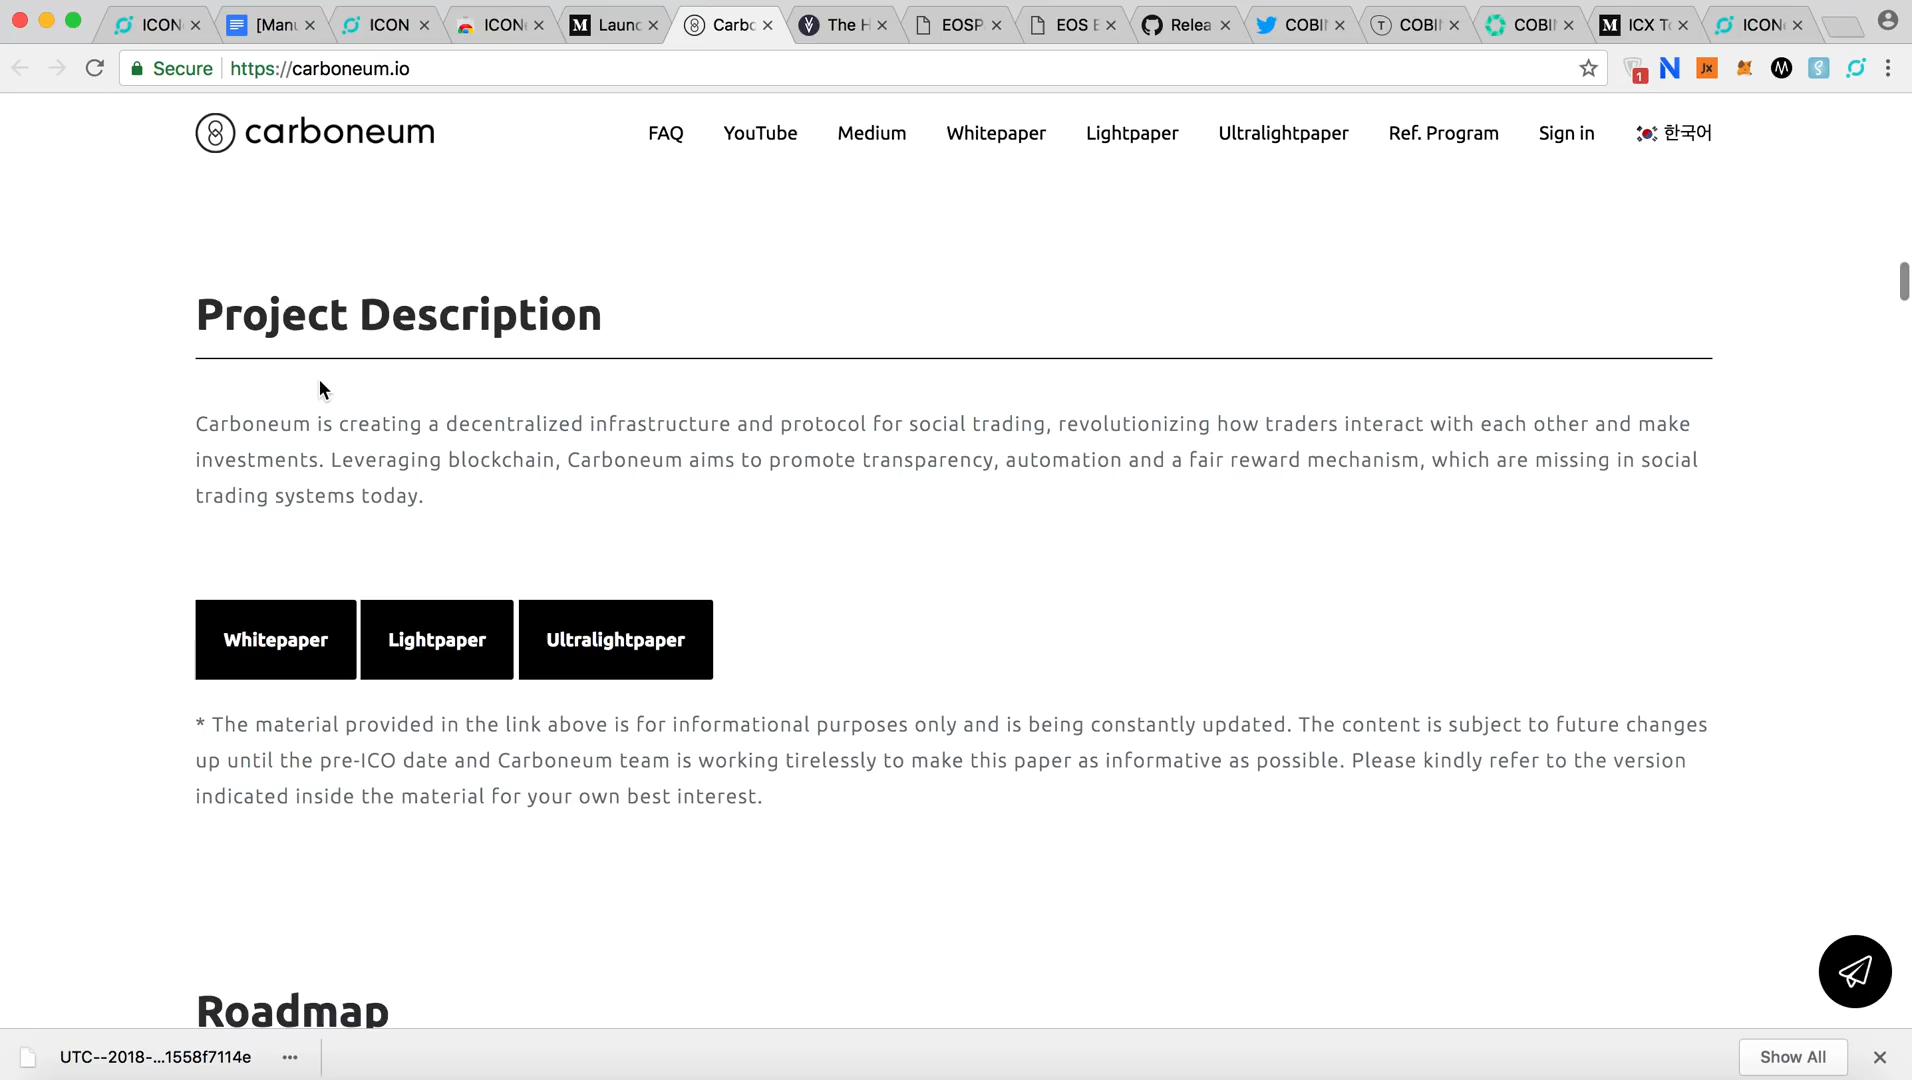 ICON
[Manu
ICON
ICON
Launc
Carbo
The H
EOSP
EOS E
Relea
COBI
COBI
COBI
ICX T
ICON
Secure
https://carboneum.io
1
carboneum
FAQ
YouTube
Medium
Whitepaper
Lightpaper
Ultralightpaper
Ref. Program
Sign in
한국어
Project Description
Carboneum is creating a decentralized infrastructure and protocol for social trading, revolutionizing how traders interact with each other and make
investments. Leveraging blockchain, Carboneum aims to promote transparency, automation and a fair reward mechanism, which are missing in social
trading systems today.
Whitepaper
Lightpaper
Ultralightpaper
* The material provided in the link above is for informational purposes only and is being constantly updated. The content is subject to future changes
up until the pre-ICO date and Carboneum team is working tirelessly to make this paper as informative as possible. Please kindly refer to the version
indicated inside the material for your own best interest.
Roadmap
UTC--2018-...1558f7114e
Show All